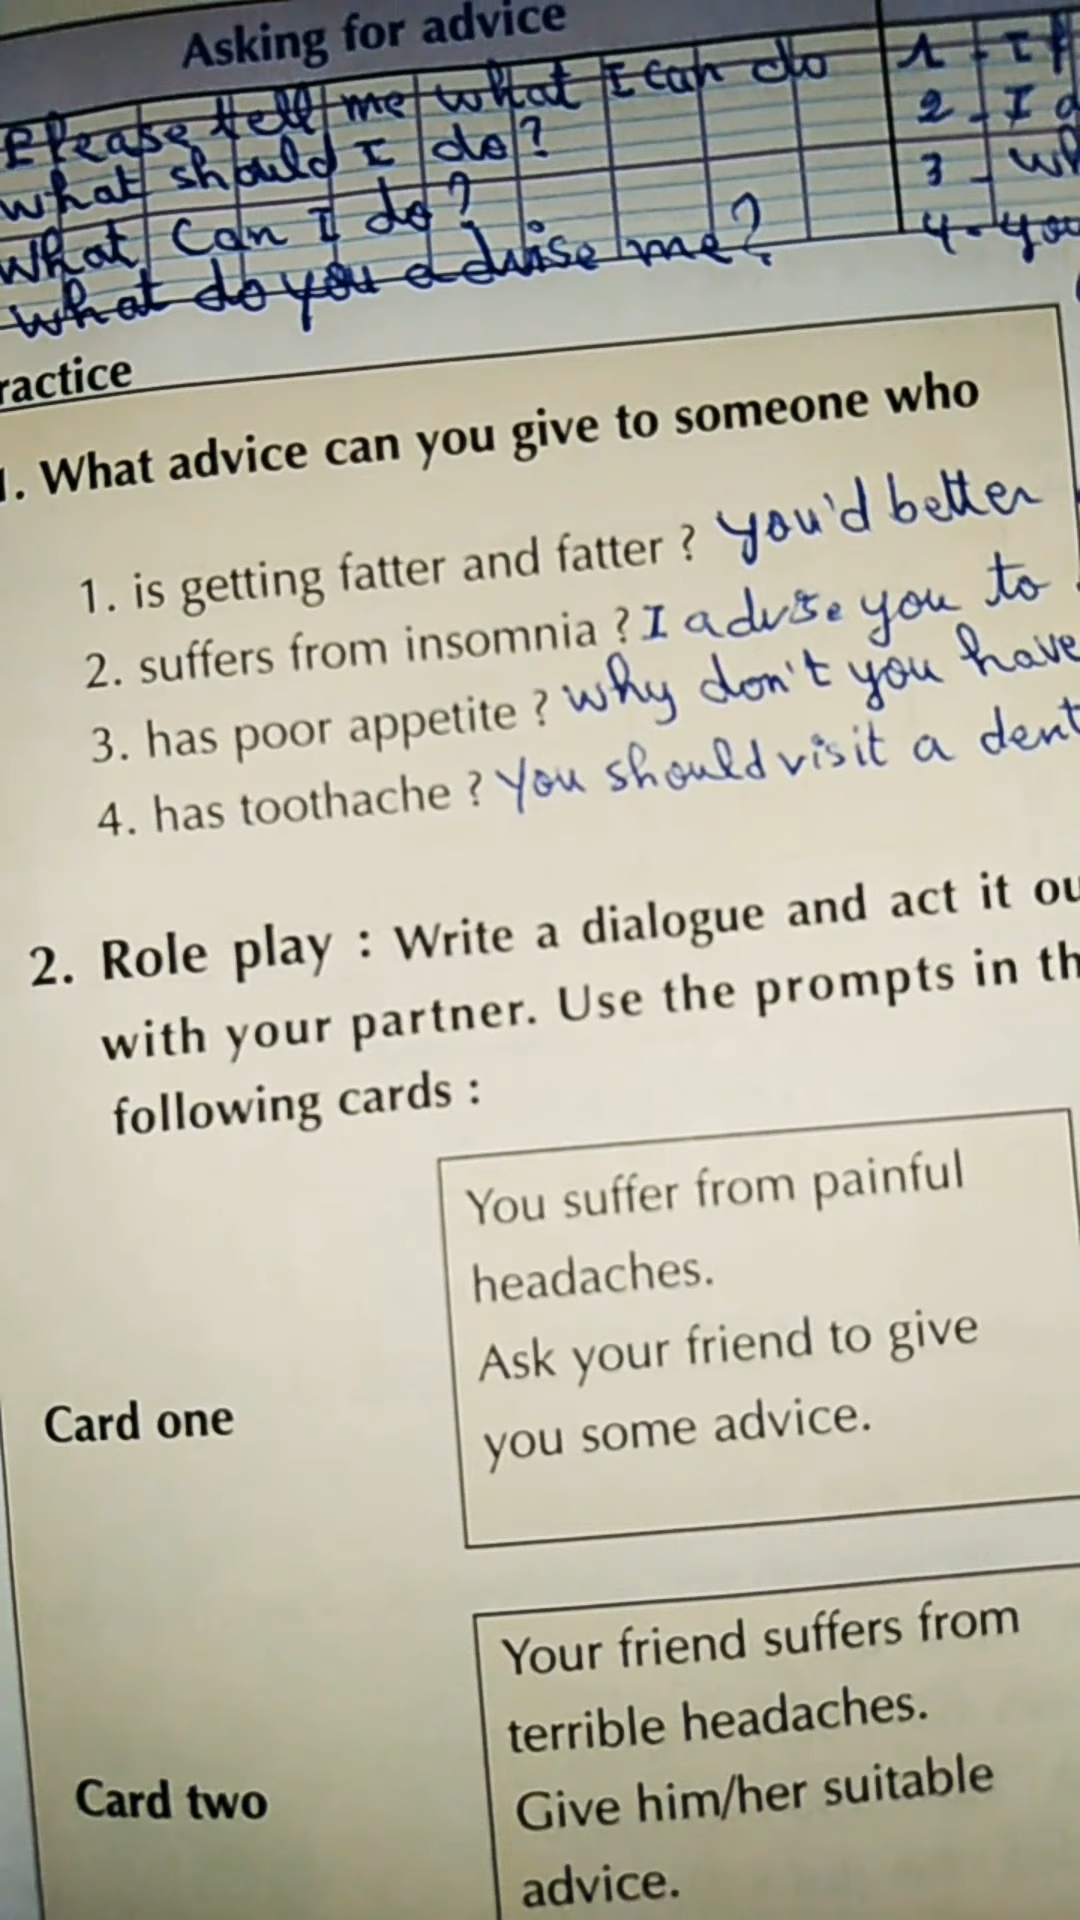 Asking for advice
Please tell me what I can do
what should I do?
what can I do?
what do you advise me?
1 - If
2 - I
3 -
4 - you
ractice
1. What advice can you give to someone who
1. is getting fatter and fatter ? you'd better
2. suffers from insomnia ? I advise you to
3. has poor appetite ? why don't you have
4. has toothache ? You should visit a dent
2. Role play : Write a dialogue and act it ou
with your partner. Use the prompts in th
following cards :
You suffer from painful
headaches.
Ask your friend to give
you some advice.
Card one
Your friend suffers from
terrible headaches.
Give him/her suitable
advice.
Card two